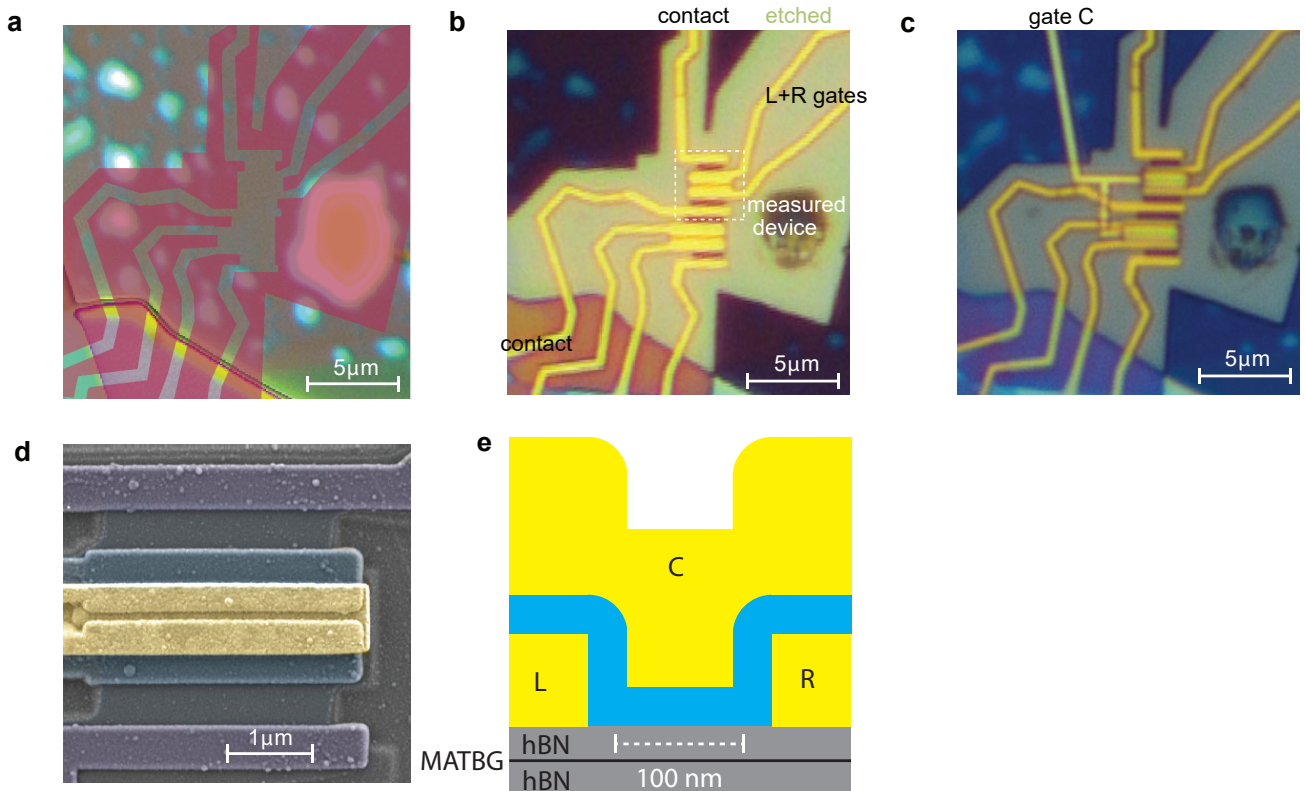 a
5μm
b
contact
etched
L+R gates
measured
device
contact
5μm
c
gate C
5μm
d
1μm
e
C
L
R
hBN
MATBG
100 nm
hBN